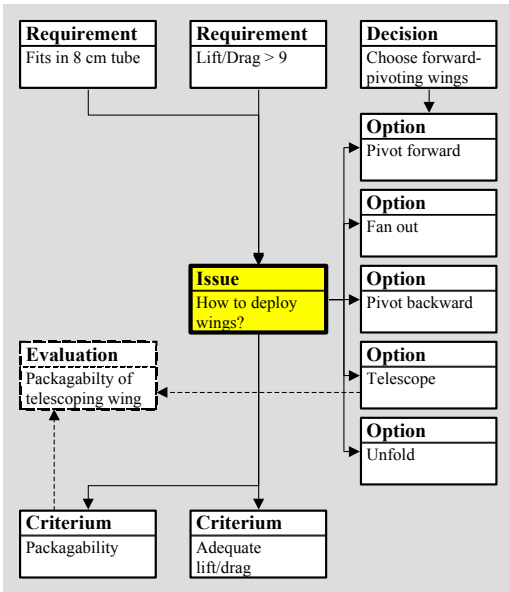 Requirement
Fits in 8 cm tube
Requirement
Lift/Drag > 9
Decision
Choose forward-
pivoting wings
Option
Pivot forward
Option
Fan out
Issue
How to deploy
wings?
Option
Pivot backward
Evaluation
Packagabilty of
telescoping wing
Option
Telescope
Option
Unfold
Criterium
Packagability
Criterium
Adequate
lift/drag